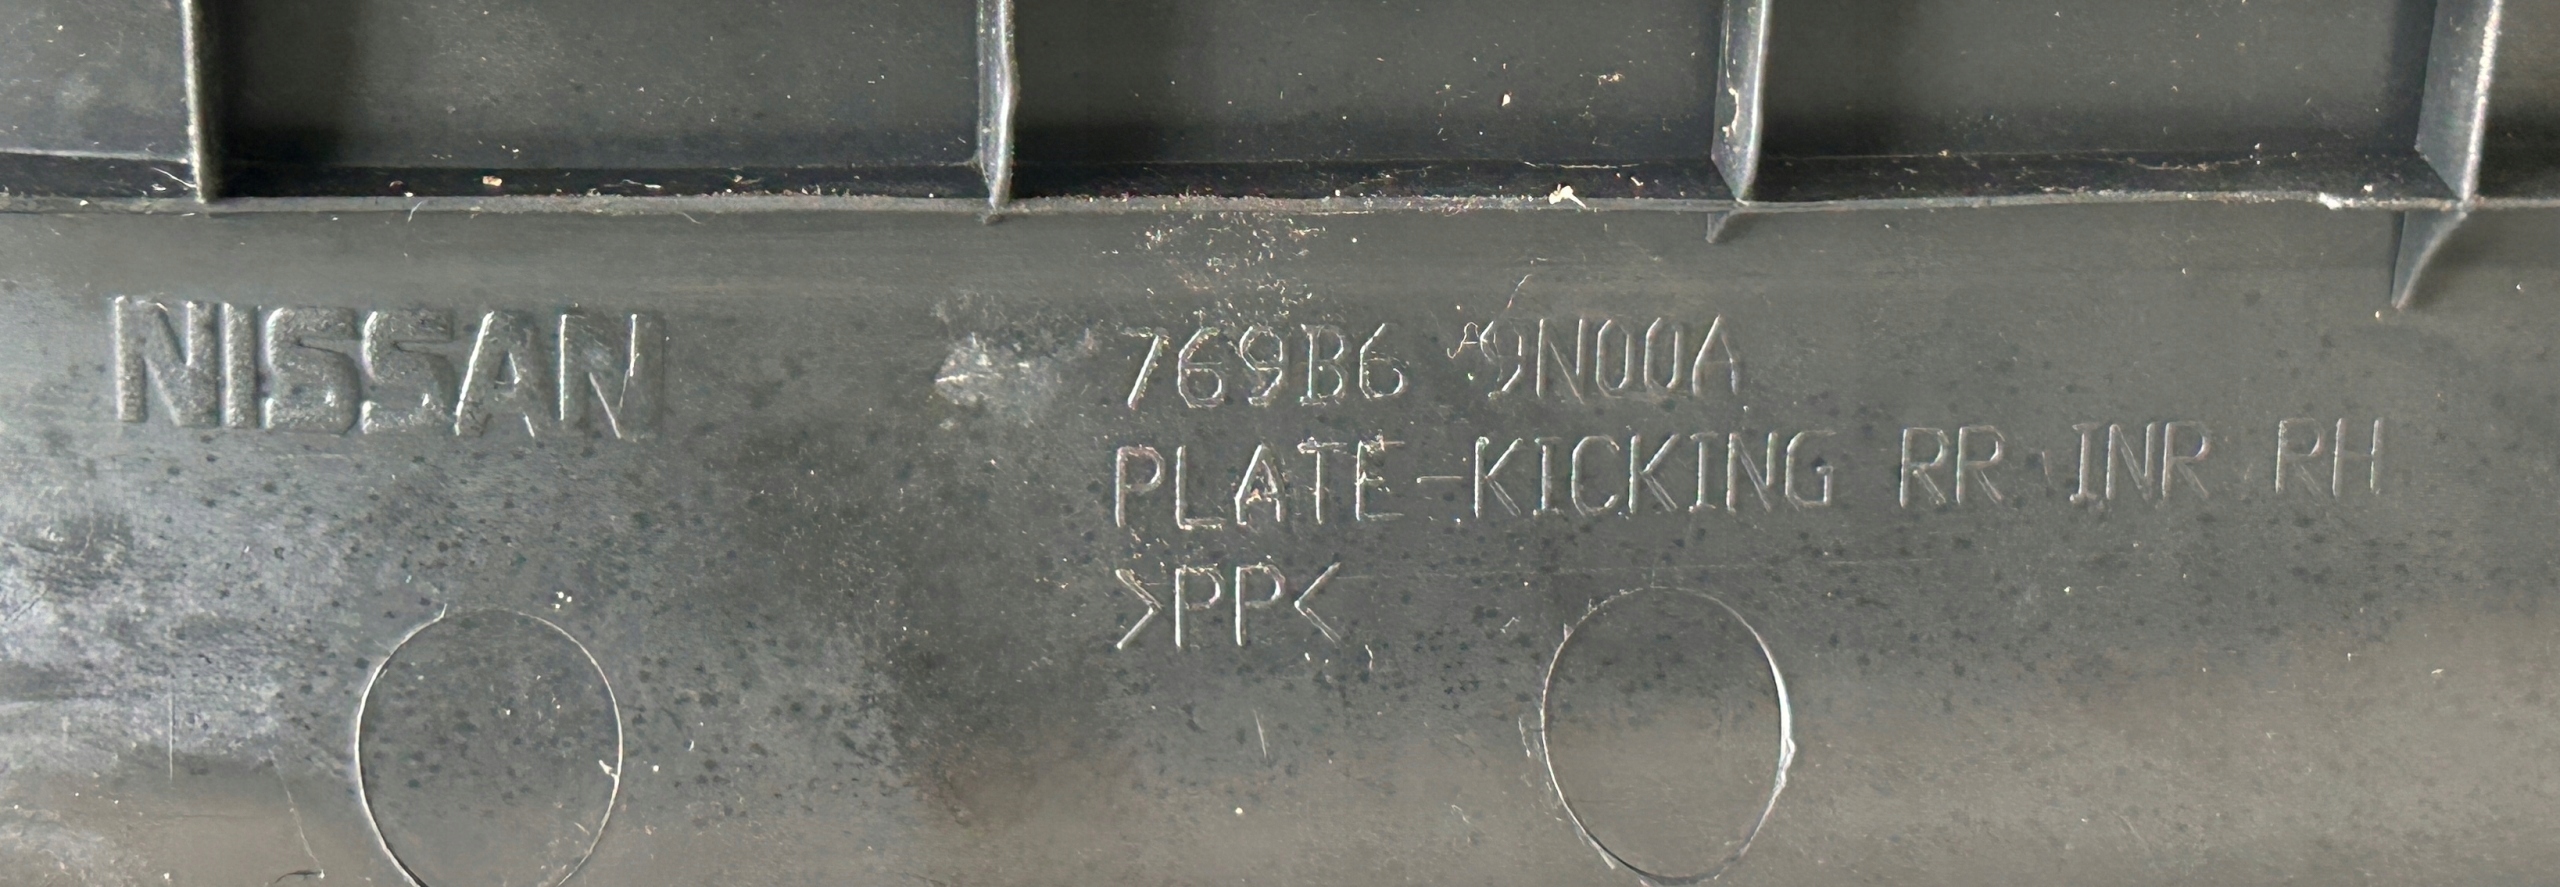 NISSAN
769B6 9N00A
PLATE-KICKING RR INR RH
>PP<